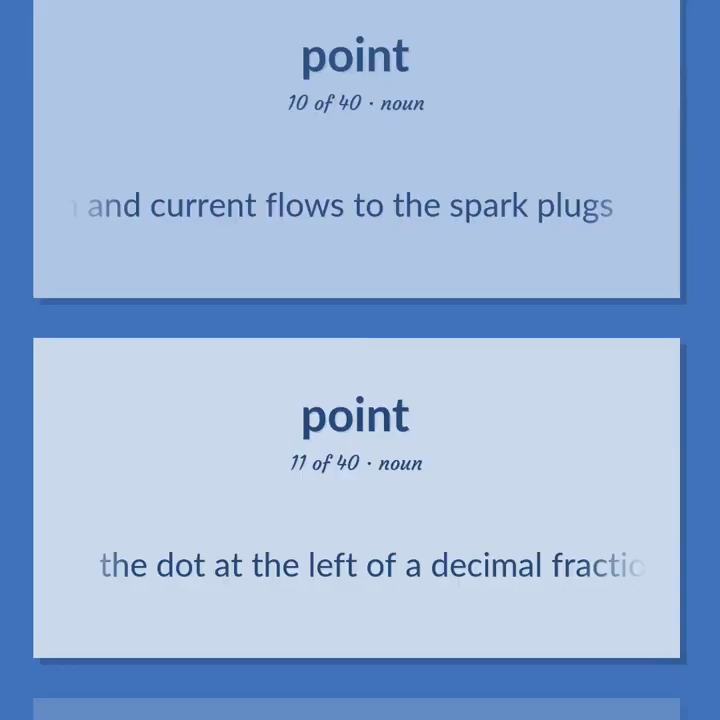 point
10 of 40 · noun
and current flows to the spark plugs
point
11 of 40 · noun
the dot at the left of a decimal fractio